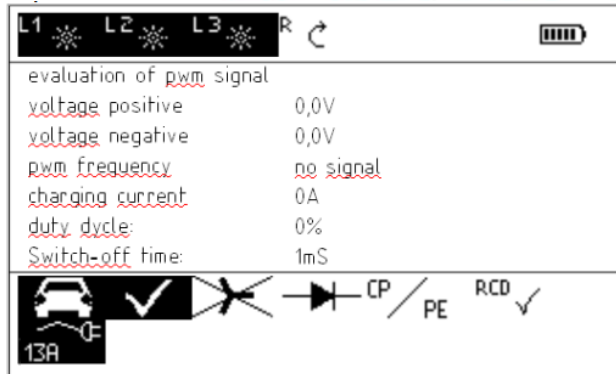 L1 L2 L3 R
evaluation of pwm signal
voltage positive 0,0V
voltage negative 0,0V
pwm frequency no signal
charging current 0A
duty dycle: 0%
Switch-off time: 1mS
CP/PE RCD
13A